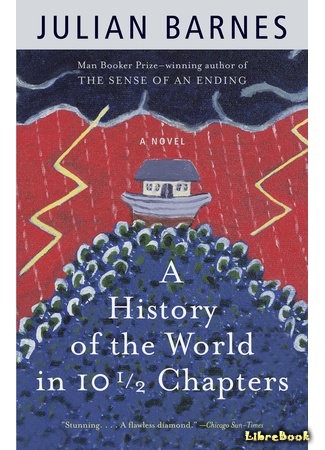 JULIAN BARNES
Man Booker Prize–winning author of
THE SENSE OF AN ENDING
A NOVEL
A
History
of the World
in 10 1/2 Chapters
"Stunning. . . . A flawless diamond." —Chicago Sun-Times
LibreBook